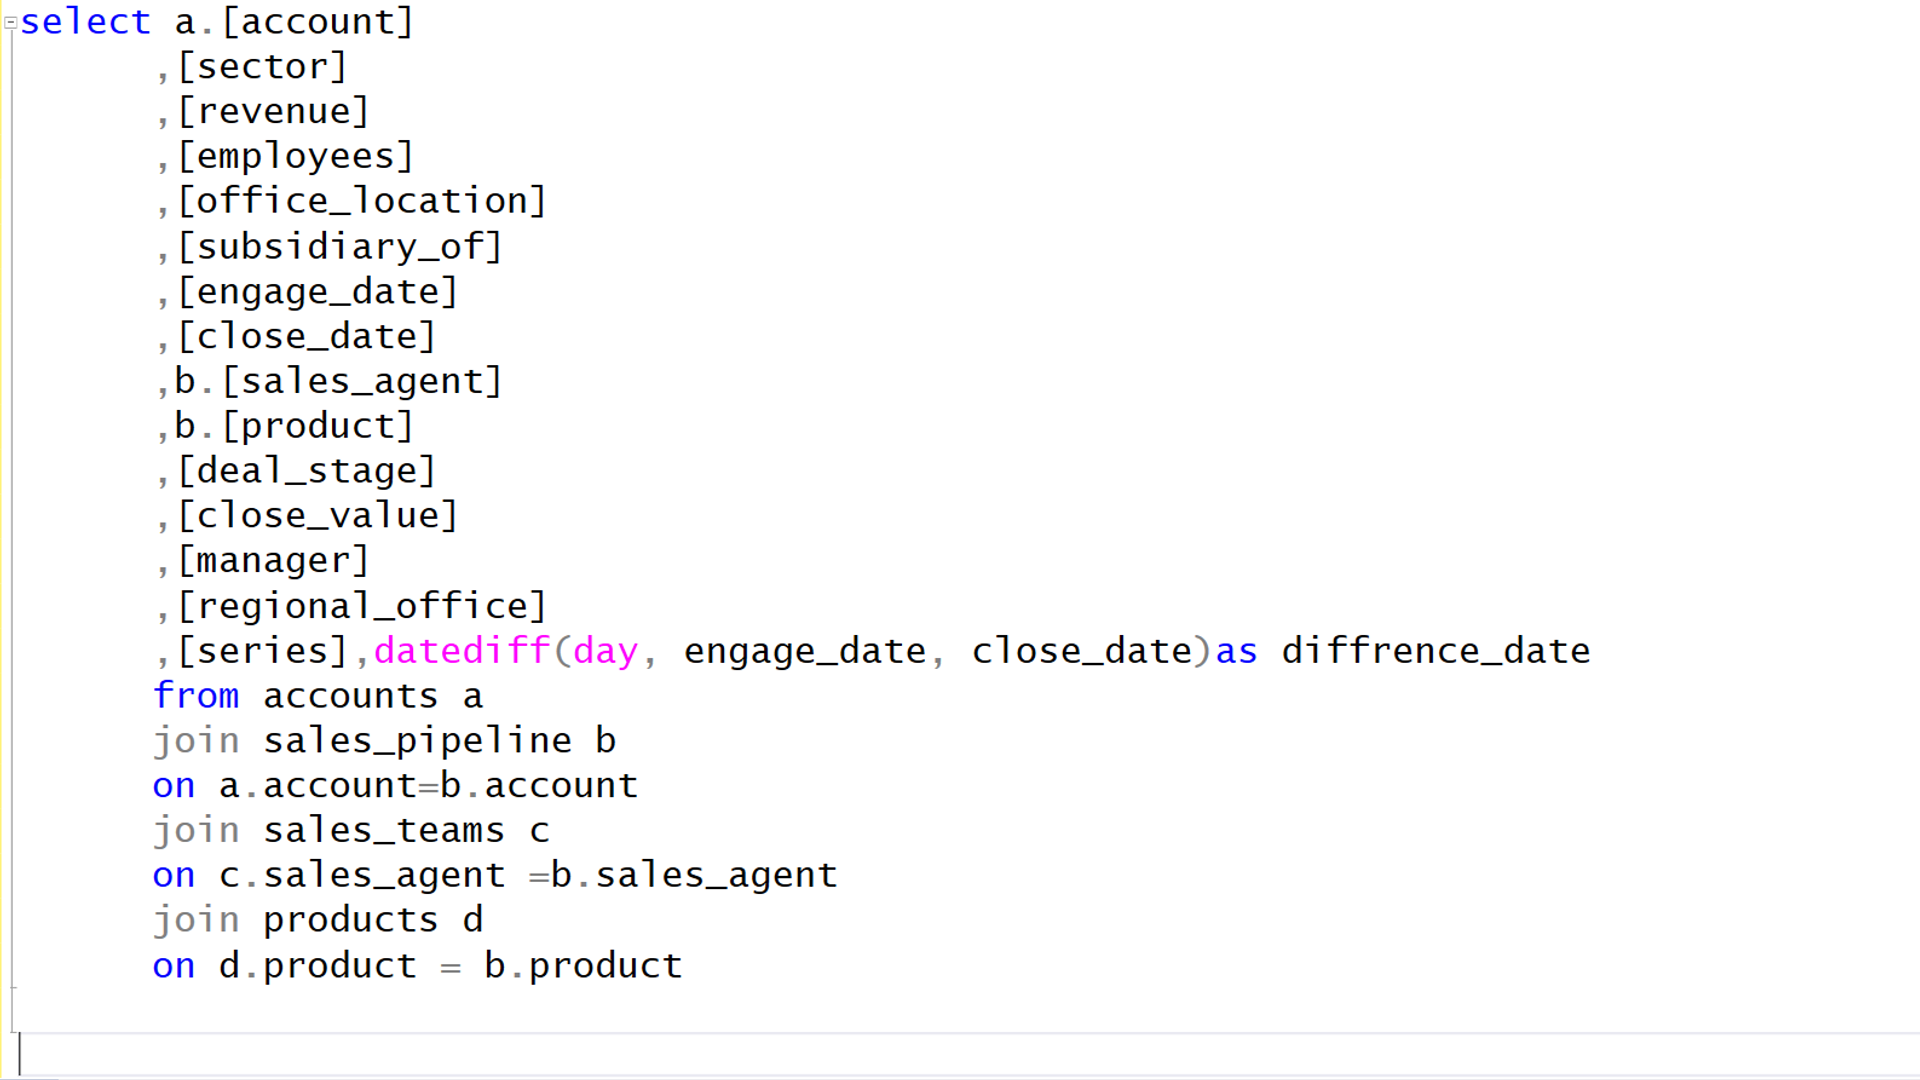 select a.[account]
,[sector]
,[revenue]
,[employees]
,[office_location]
,[subsidiary_of]
,[engage_date]
,[close_date]
,b.[sales_agent]
,b.[product]
,[deal_stage]
,[close_value]
,[manager]
,[regional_office]
,[series],datediff(day, engage_date, close_date)as diffrence_date
from accounts a
join sales_pipeline b
on a.account=b.account
join sales_teams c
on c.sales_agent =b.sales_agent
join products d
on d.product = b.product